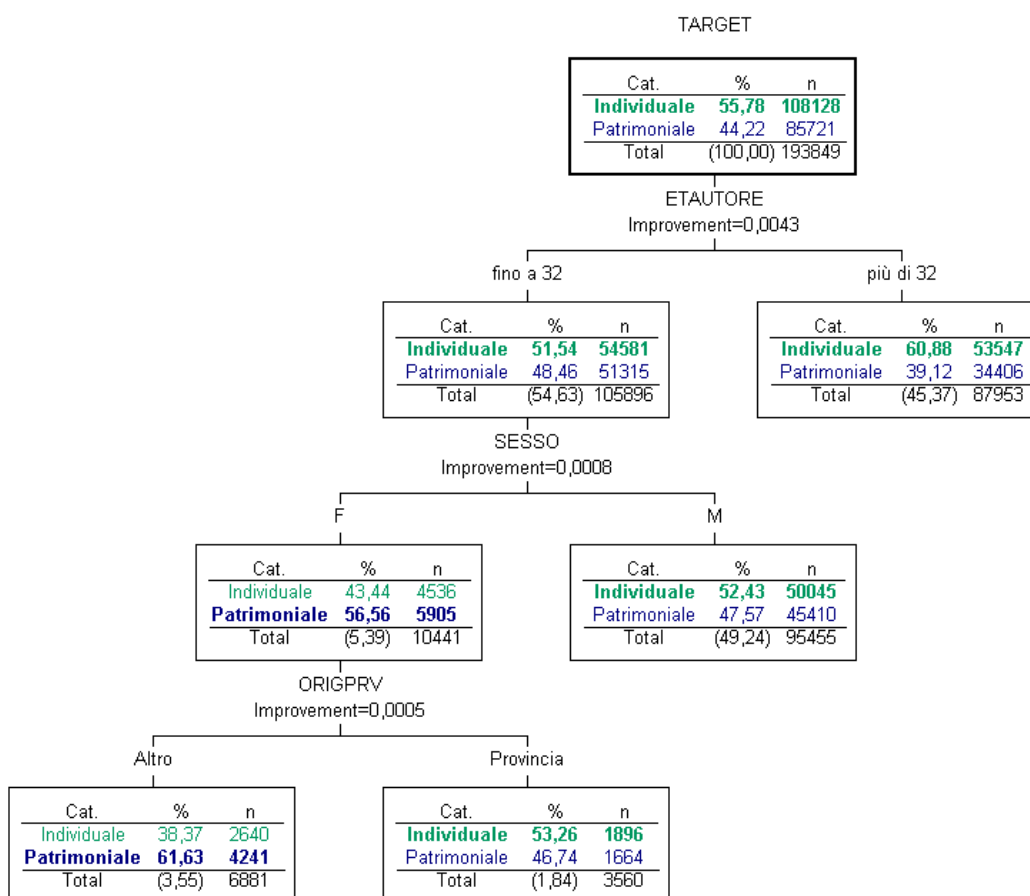 TARGET
Cat. % n
Individuale 55,78 108128
Patrimoniale 44,22 85721
Total (100,00) 193849
ETAUTORE
Improvement=0,0043
fino a 32
più di 32
Cat. % n
Individuale 51,54 54581
Patrimoniale 48,46 51315
Total (54,63) 105896
Cat. % n
Individuale 60,88 53547
Patrimoniale 39,12 34406
Total (45,37) 87953
SESSO
Improvement=0,0008
F
M
Cat. % n
Individuale 43,44 4536
Patrimoniale 56,56 5905
Total (5,39) 10441
Cat. % n
Individuale 52,43 50045
Patrimoniale 47,57 45410
Total (49,24) 95455
ORIGPRV
Improvement=0,0005
Altro
Provincia
Cat. % n
Individuale 38,37 2640
Patrimoniale 61,63 4241
Total (3,55) 6881
Cat. % n
Individuale 53,26 1896
Patrimoniale 46,74 1664
Total (1,84) 3560